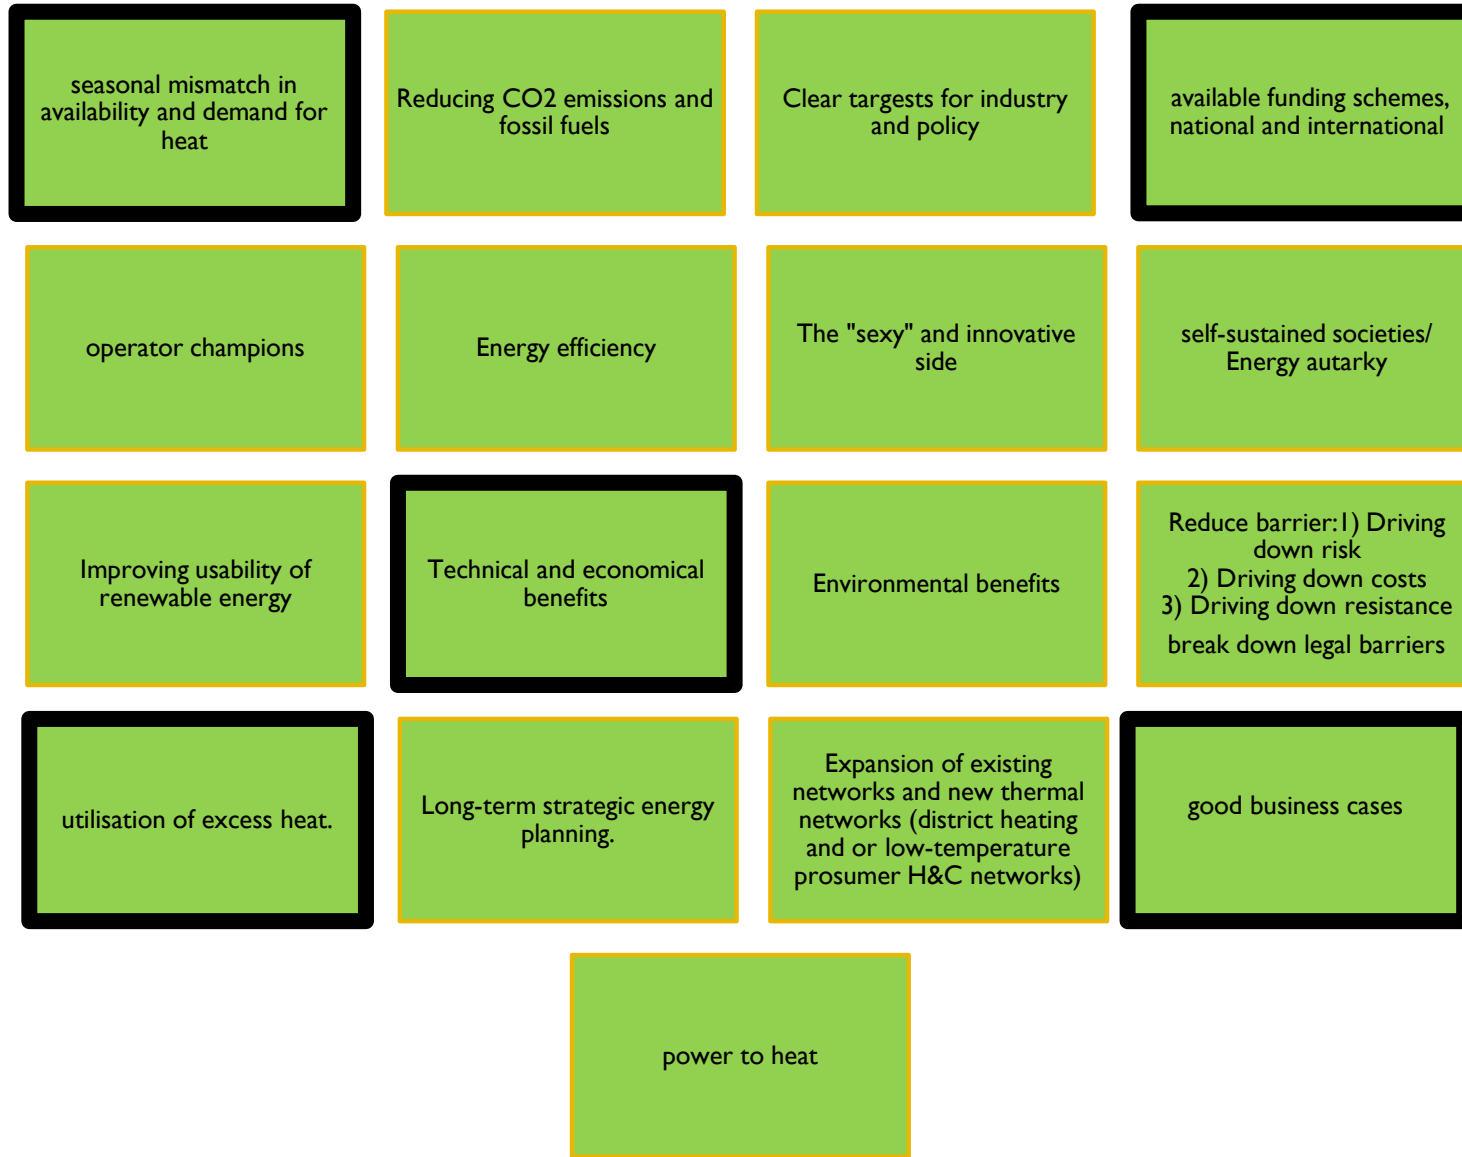 seasonal mismatch in
availability and demand for
heat
Reducing CO2 emissions and
fossil fuels
Clear targests for industry
and policy
available funding schemes,
national and international
operator champions
Energy efficiency
The "sexy" and innovative
side
self-sustained societies/
Energy autarky
Improving usability of
renewable energy
Technical and economical
benefits
Environmental benefits
Reduce barrier:1) Driving
down risk
2) Driving down costs
3) Driving down resistance
break down legal barriers
utilisation of excess heat.
Long-term strategic energy
planning.
Expansion of existing
networks and new thermal
networks (district heating
and or low-temperature
prosumer H&C networks)
good business cases
power to heat